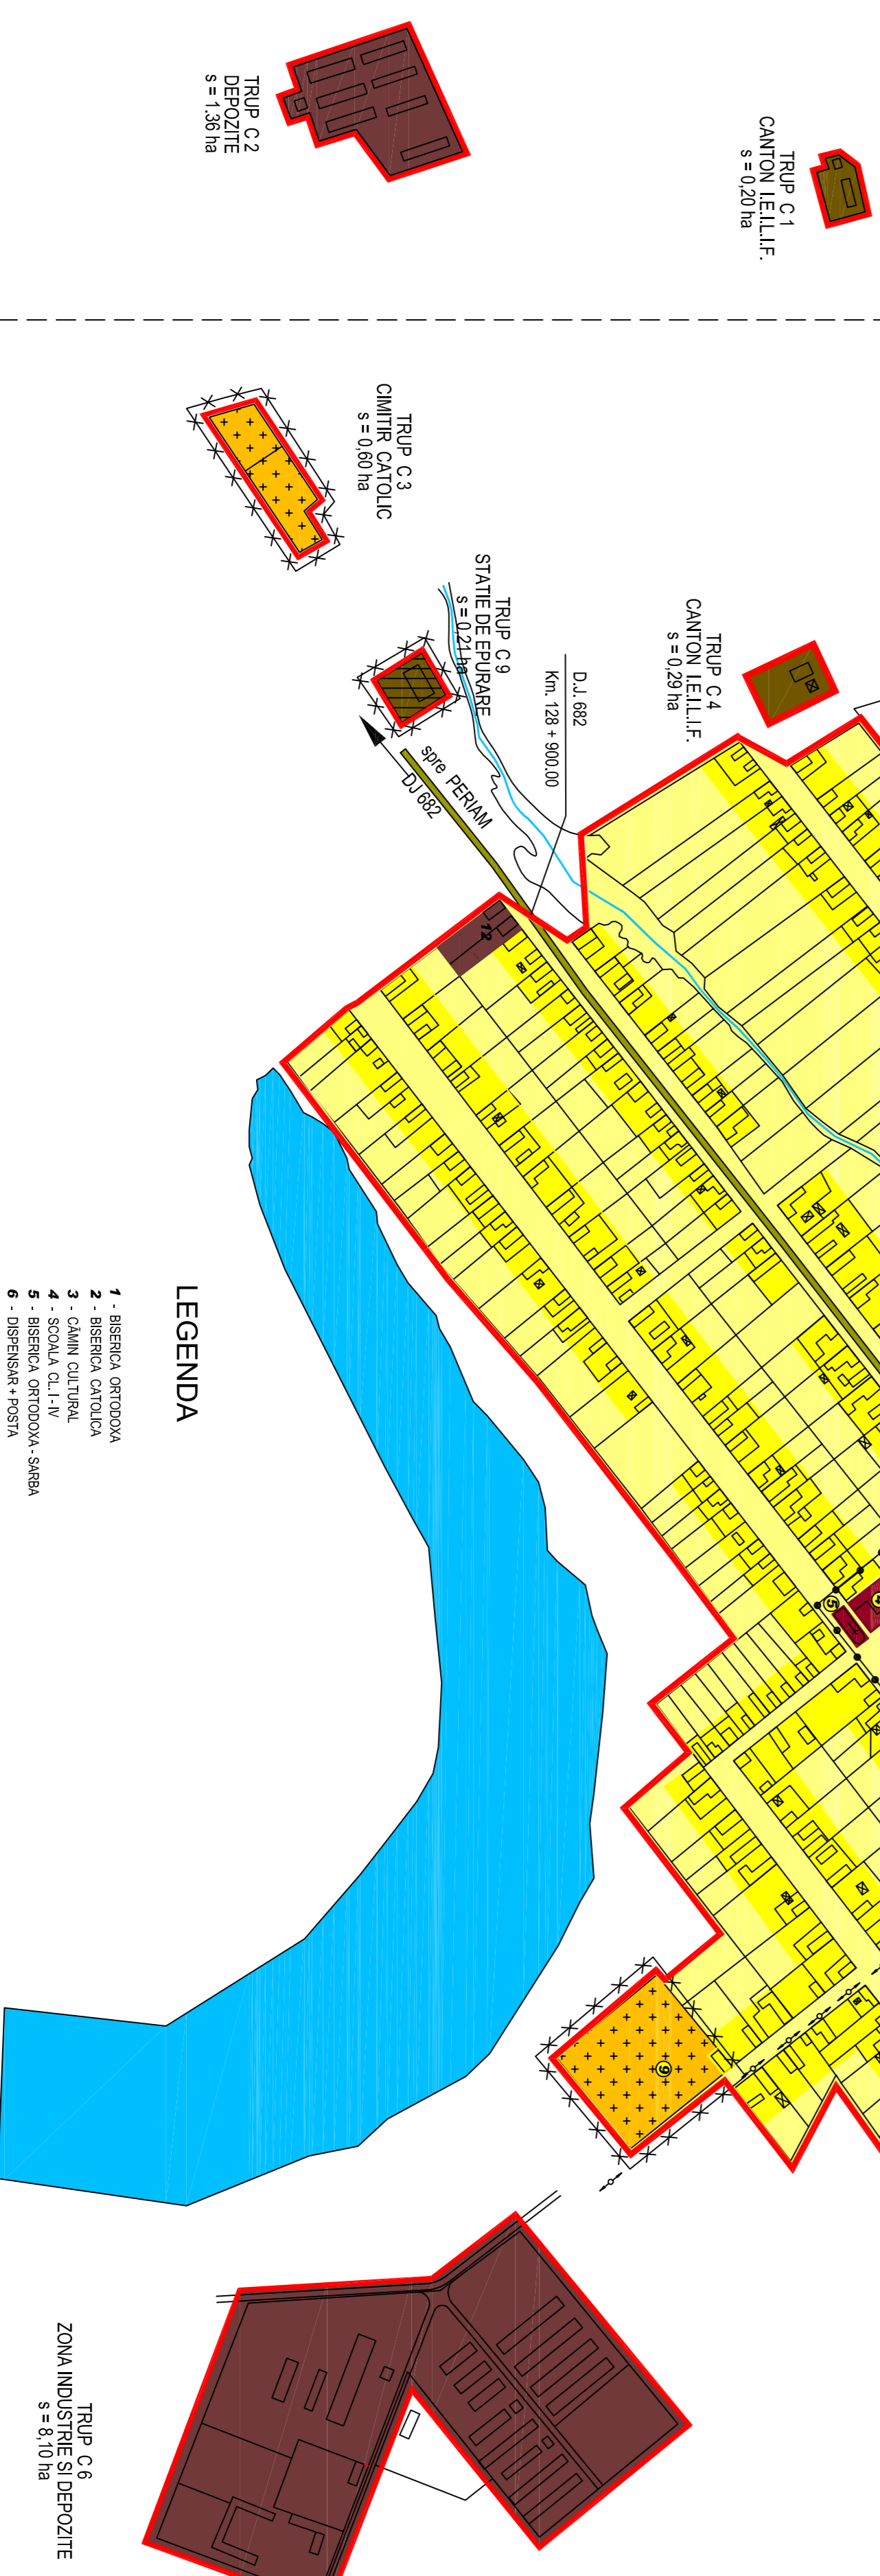 TRUP C 1
CANTON I.E.I.L.I.F.
s = 0,20 ha
TRUP C 2
DEPOZITE
s = 1.36 ha
TRUP C 3
CIMITIR CATOLIC
s = 0,60 ha
TRUP C 4
CANTON I.E.I.L.I.F.
s = 0,29 ha
TRUP C 9
STATIE DE EPURARE
s = 0,21 ha
D.J. 682
Km. 128 + 900.00
spre PERIAM
DJ 682
12
4
5
9
LEGENDA
1 - BISERICA ORTODOXA
2 - BISERICA CATOLICA
3 - CĂMIN CULTURAL
4 - SCOALA CL. I - IV
5 - BISERICA ORTODOXA - SARBA
6 - DISPENSAR + POSTA
TRUP C 6
ZONA INDUSTRIE SI DEPOZITE
s = 8,10 ha